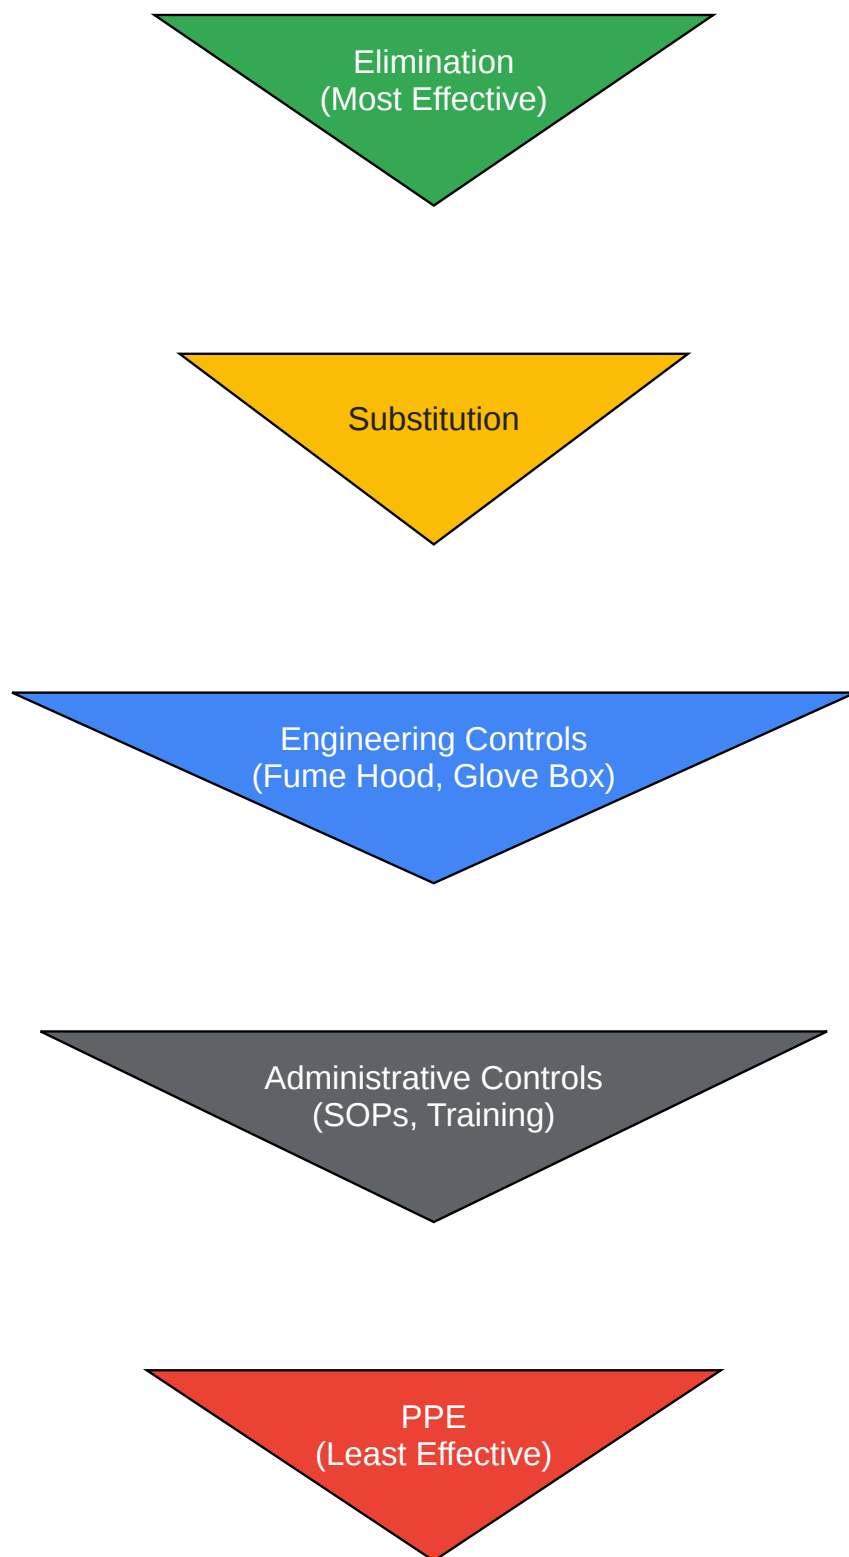 Elimination
(Most Effective)
Substitution
Engineering Controls
(Fume Hood, Glove Box)
Administrative Controls
(SOPs, Training)
PPE
(Least Effective)